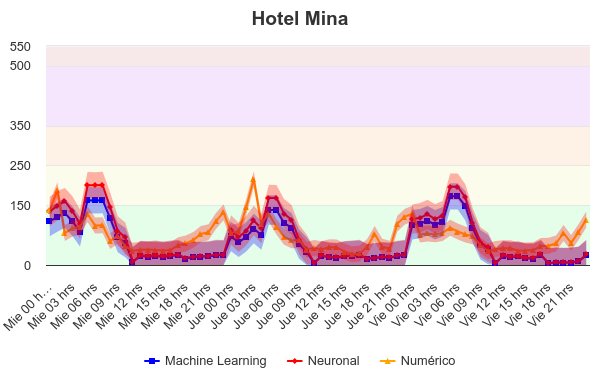 Hotel Mina
550
500
350
250
150
0
Mie 00 h...
Mie 03 hrs
Mie 06 hrs
Mie 09 hrs
Mie 12 hrs
Mie 15 hrs
Mie 18 hrs
Mie 21 hrs
Jue 00 hrs
Jue 03 hrs
Jue 06 hrs
Jue 09 hrs
Jue 12 hrs
Jue 15 hrs
Jue 18 hrs
Jue 21 hrs
Vie 00 hrs
Vie 03 hrs
Vie 06 hrs
Vie 09 hrs
Vie 12 hrs
Vie 15 hrs
Vie 18 hrs
Vie 21 hrs
Machine Learning Neuronal Numérico